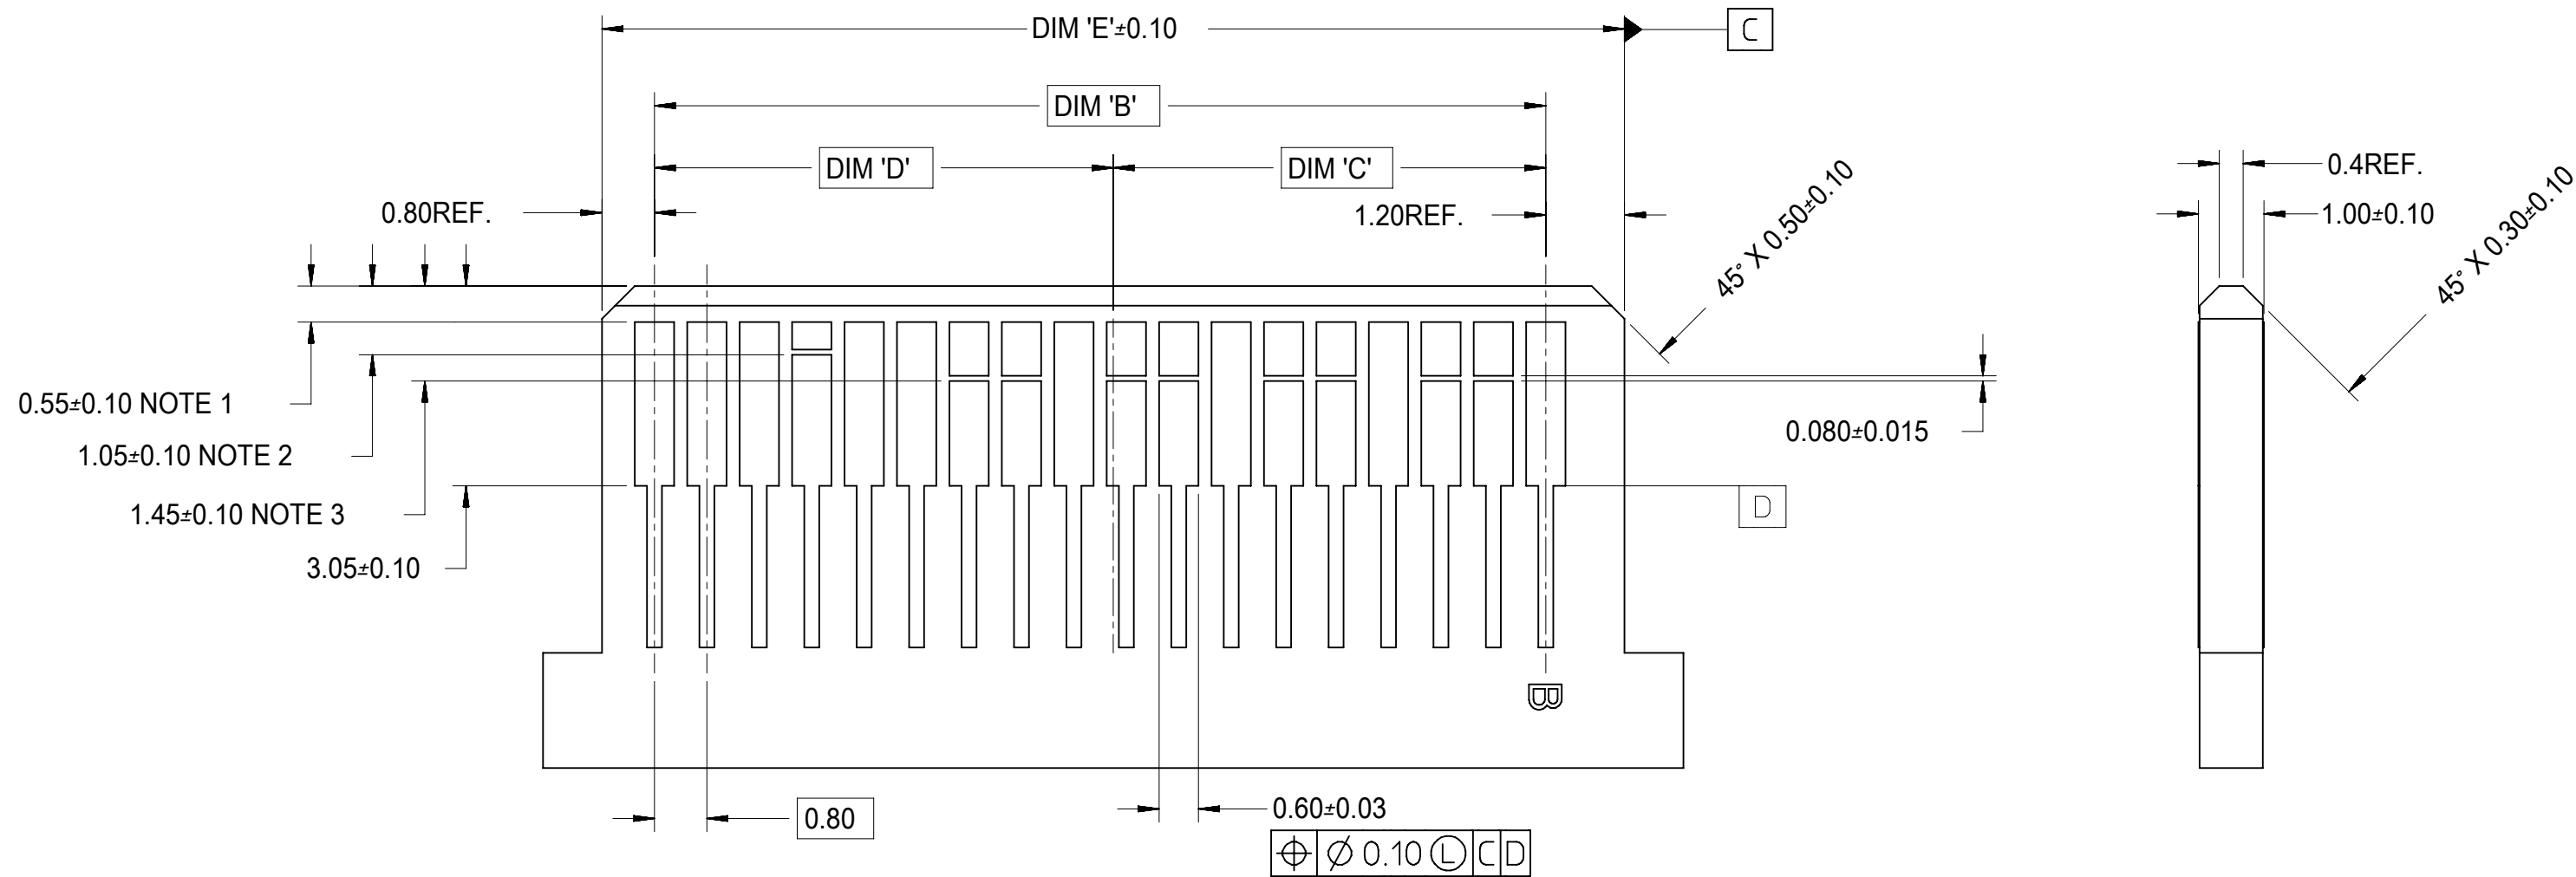 DIM 'E'±0.10
C
DIM 'B'
DIM 'D'
DIM 'C'
0.80REF.
1.20REF.
45° X 0.50±0.10
0.4REF.
1.00±0.10
45° X 0.30±0.10
0.55±0.10 NOTE 1
1.05±0.10 NOTE 2
1.45±0.10 NOTE 3
3.05±0.10
0.080±0.015
D
B
0.80
0.60±0.03
⌖ ⌀ 0.10 Ⓛ C D